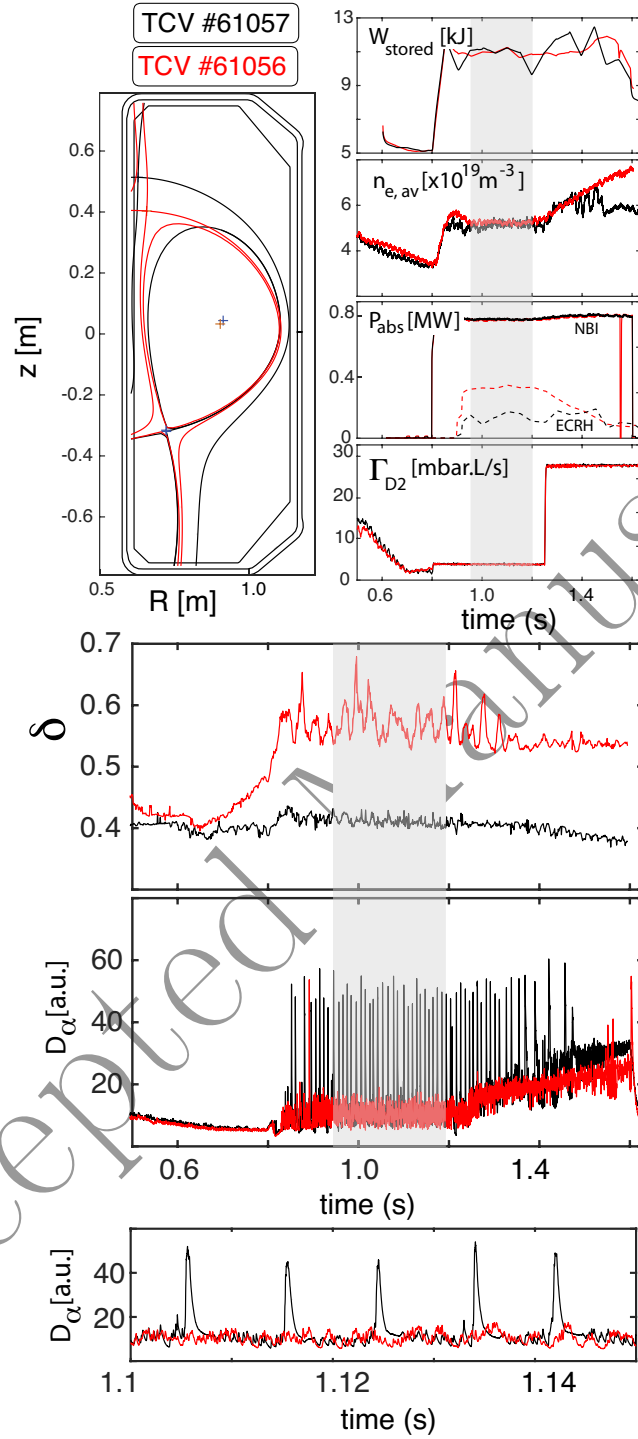 TCV #61057
TCV #61056
0.6
0.4
0.2
0
-0.2
-0.4
-0.6
z [m]
0.5
1.0
R [m]
W_stored [kJ]
13
11
9
7
5
n_e, av [x10^19 m^-3]
6
4
P_abs [MW]
0.8
0.4
0
NBI
ECRH
Γ_D2 [mbar.L/s]
30
20
10
0
0.6
1.0
1.4
time (s)
δ
0.7
0.6
0.5
0.4
D_α [a.u.]
60
40
20
0.6
1.0
1.4
time (s)
D_α [a.u.]
40
20
1.1
1.12
1.14
time (s)